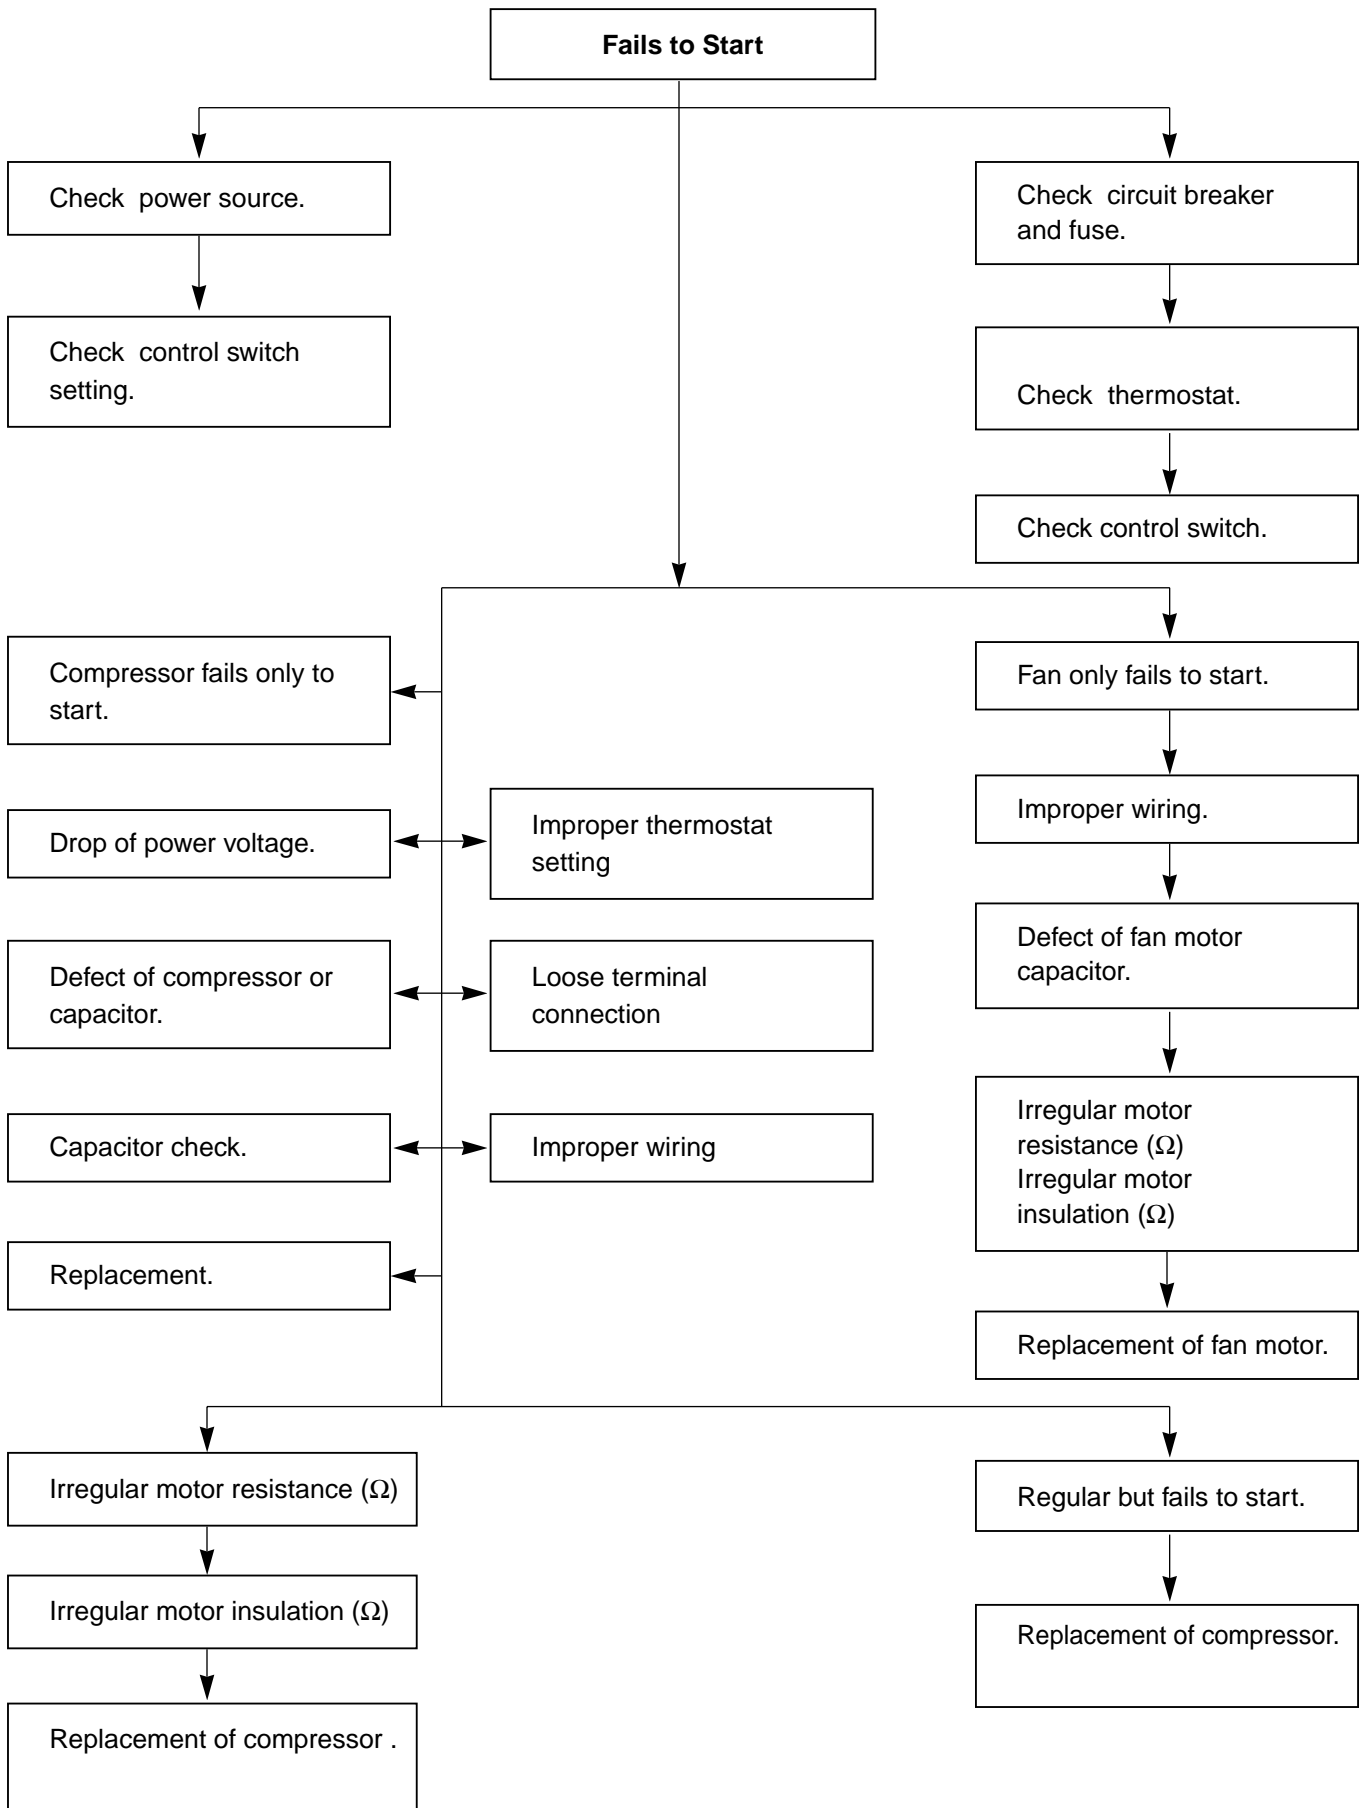 Fails to Start
Check power source.
Check circuit breaker
and fuse.
Check control switch
setting.
Check thermostat.
Check control switch.
Compressor fails only to
start.
Fan only fails to start.
Drop of power voltage.
Improper thermostat
setting
Improper wiring.
Defect of compressor or
capacitor.
Loose terminal
connection
Defect of fan motor
capacitor.
Capacitor check.
Improper wiring
Irregular motor
resistance (Ω)
Irregular motor
insulation (Ω)
Replacement.
Replacement of fan motor.
Irregular motor resistance (Ω)
Regular but fails to start.
Irregular motor insulation (Ω)
Replacement of compressor.
Replacement of compressor .